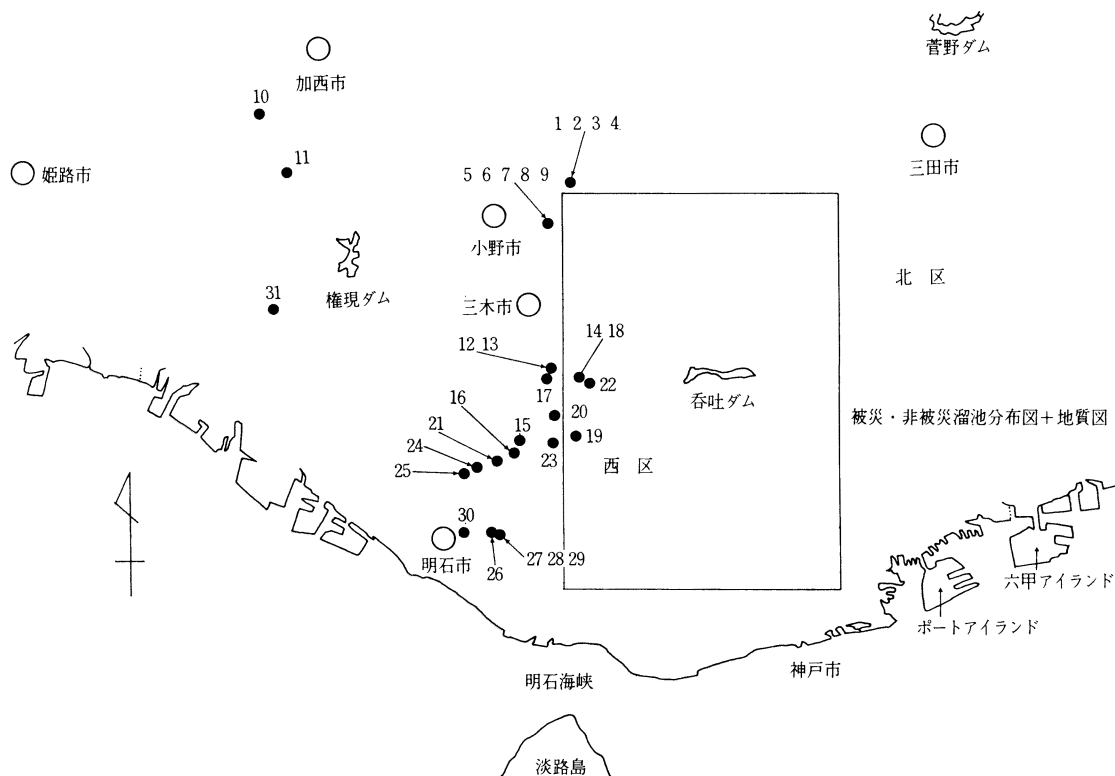 菅野ダム
加西市
10
1 2 3 4
三田市
11
姫路市
5 6 7 8 9
小野市
北 区
権現ダム
31
三木市
12 13
14 18
22
17
呑吐ダム
16
20
被災・非被災溜池分布図+地質図
15
21
19
24
23
西 区
25
30
明石市
26
27 28 29
六甲アイランド
ポートアイランド
神戸市
明石海峡
淡路島